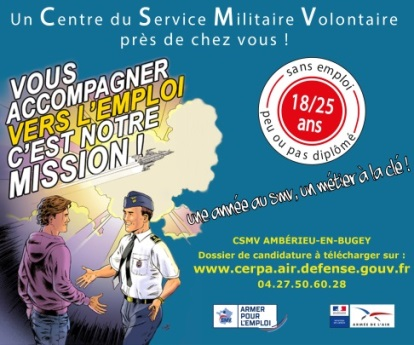 Un Centre du Service Militaire Volontaire
près de chez vous !
VOUS
ACCOMPAGNER
VERS L'EMPLOI
C'EST NOTRE
MISSION !
sans emploi
18/25
ans
peu ou pas diplômé
une année au smv, un métier à la clé !
CSMV AMBÉRIEU-EN-BUGEY
Dossier de candidature à télécharger sur :
www.cerpa.air.defense.gouv.fr
04.27.50.60.28
ARMER
POUR
L'EMPLOI
ARMÉE DE L'AIR